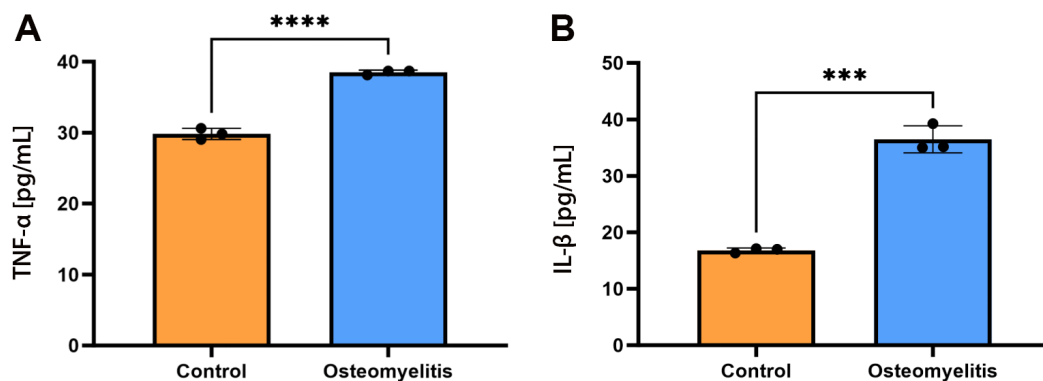 A
TNF-α [pg/mL]
40
30
20
10
0
****
Control
Osteomyelitis
B
IL-β [pg/mL]
50
40
30
20
10
0
***
Control
Osteomyelitis